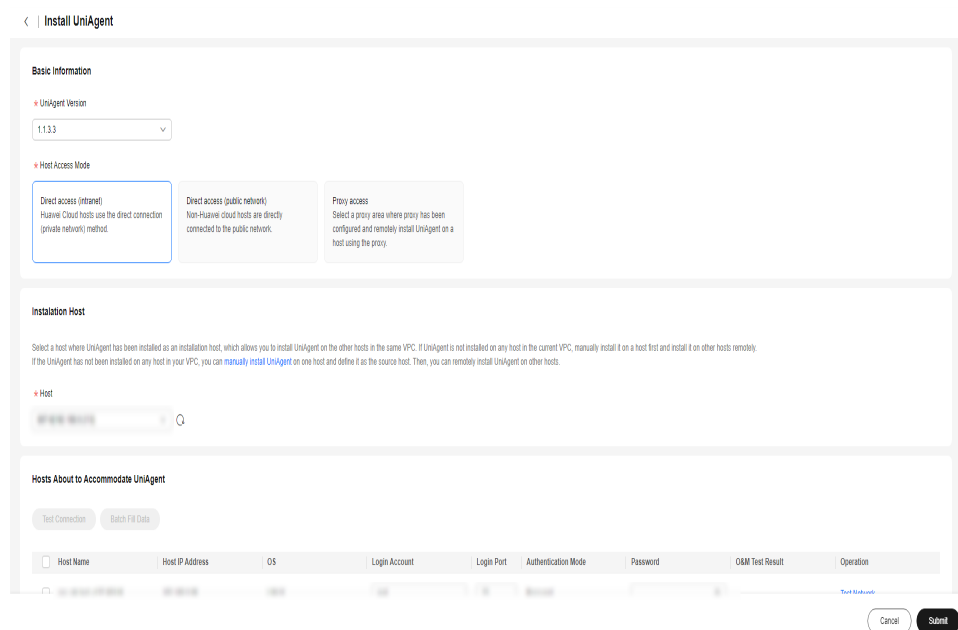 Install UniAgent
Basic Information
* UniAgent Version
1.1.3.3
* Host Access Mode
Direct access (intranet)
Huawei Cloud hosts use the direct connection
(private network) method.
Direct access (public network)
Non-Huawei cloud hosts are directly
connected to the public network.
Proxy access
Select a proxy area where proxy has been
configured and remotely install UniAgent on a
host using the proxy.
Instalation Host
Select a host where UniAgent has been installed as an installation host, which allows you to install UniAgent on the other hosts in the same VPC. If UniAgent is not installed on any host in the current VPC, manually install it on a host first and install it on other hosts remotely.
If the UniAgent has not been installed on any host in your VPC, you can manually install UniAgent on one host and define it as the source host. Then, you can remotely install UniAgent on other hosts.
* Host
Hosts About to Accommodate UniAgent
Test Connection Batch Fill Data
Host Name Host IP Address OS Login Account Login Port Authentication Mode Password O&M Test Result Operation
Test Network
Cancel Submit